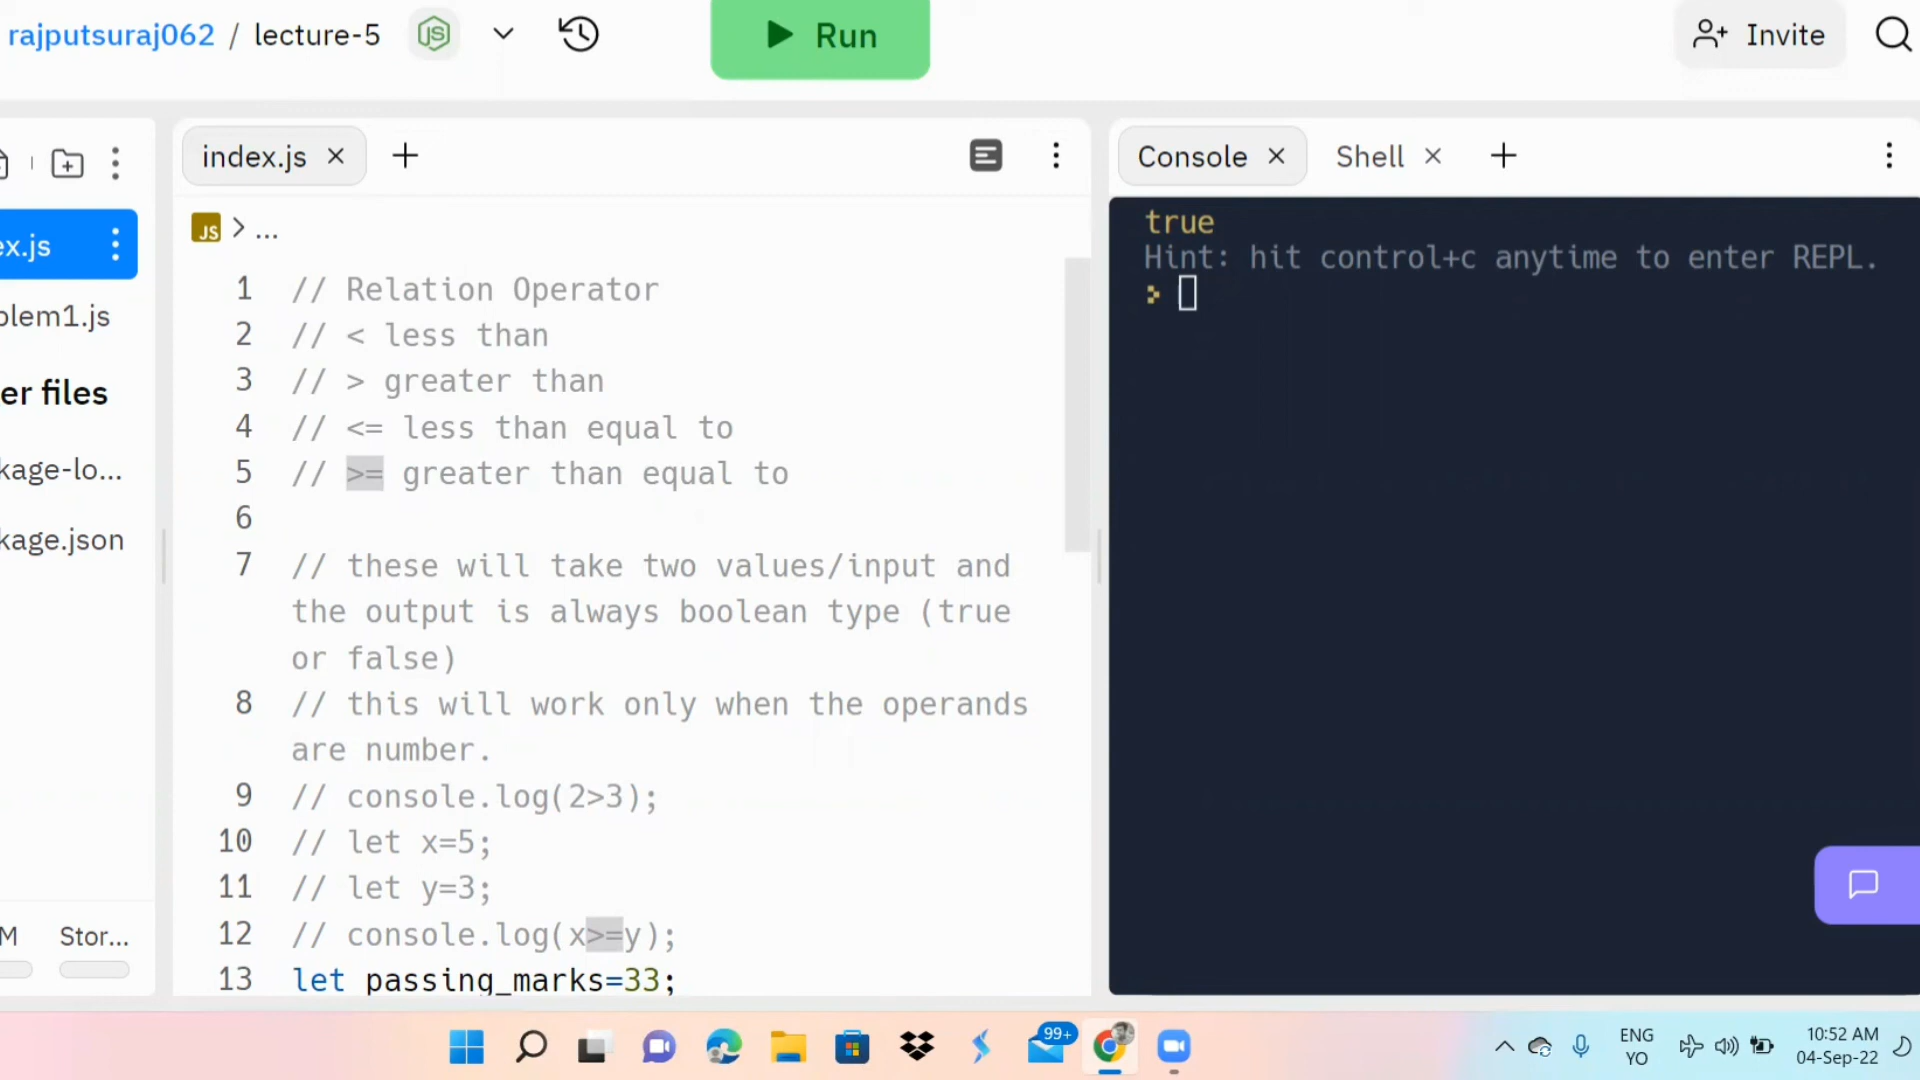 rajputsuraj062 / lecture-5
Run
Invite
index.js
Console
Shell
JS > ...
ex.js
blem1.js
er files
kage-lo...
kage.json
M
Stor...
1 // Relation Operator
2 // < less than
3 // > greater than
4 // <= less than equal to
5 // >= greater than equal to
6
7 // these will take two values/input and
the output is always boolean type (true
or false)
8 // this will work only when the operands
are number.
9 // console.log(2>3);
10 // let x=5;
11 // let y=3;
12 // console.log(x>=y);
13 let passing_marks=33;
true
Hint: hit control+c anytime to enter REPL.
99+
ENG
YO
10:52 AM
04-Sep-22